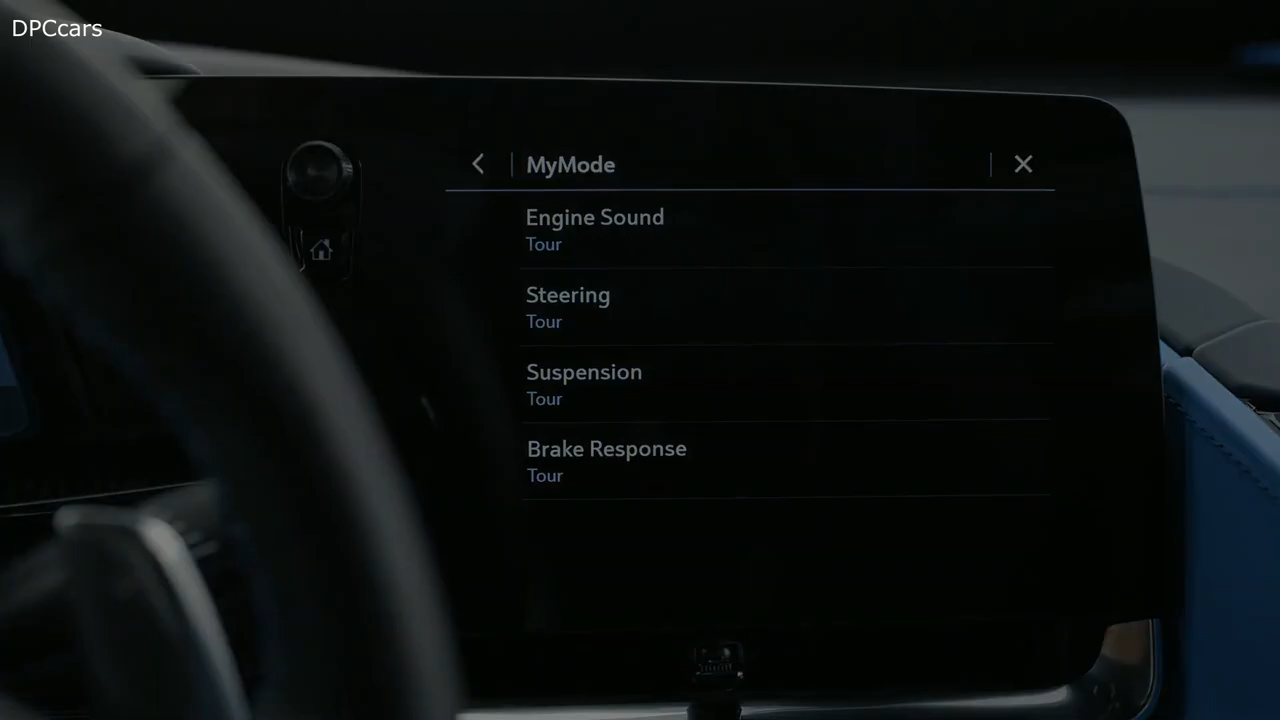 DPCcars
MyMode
Engine Sound
Tour
Steering
Tour
Suspension
Tour
Brake Response
Tour